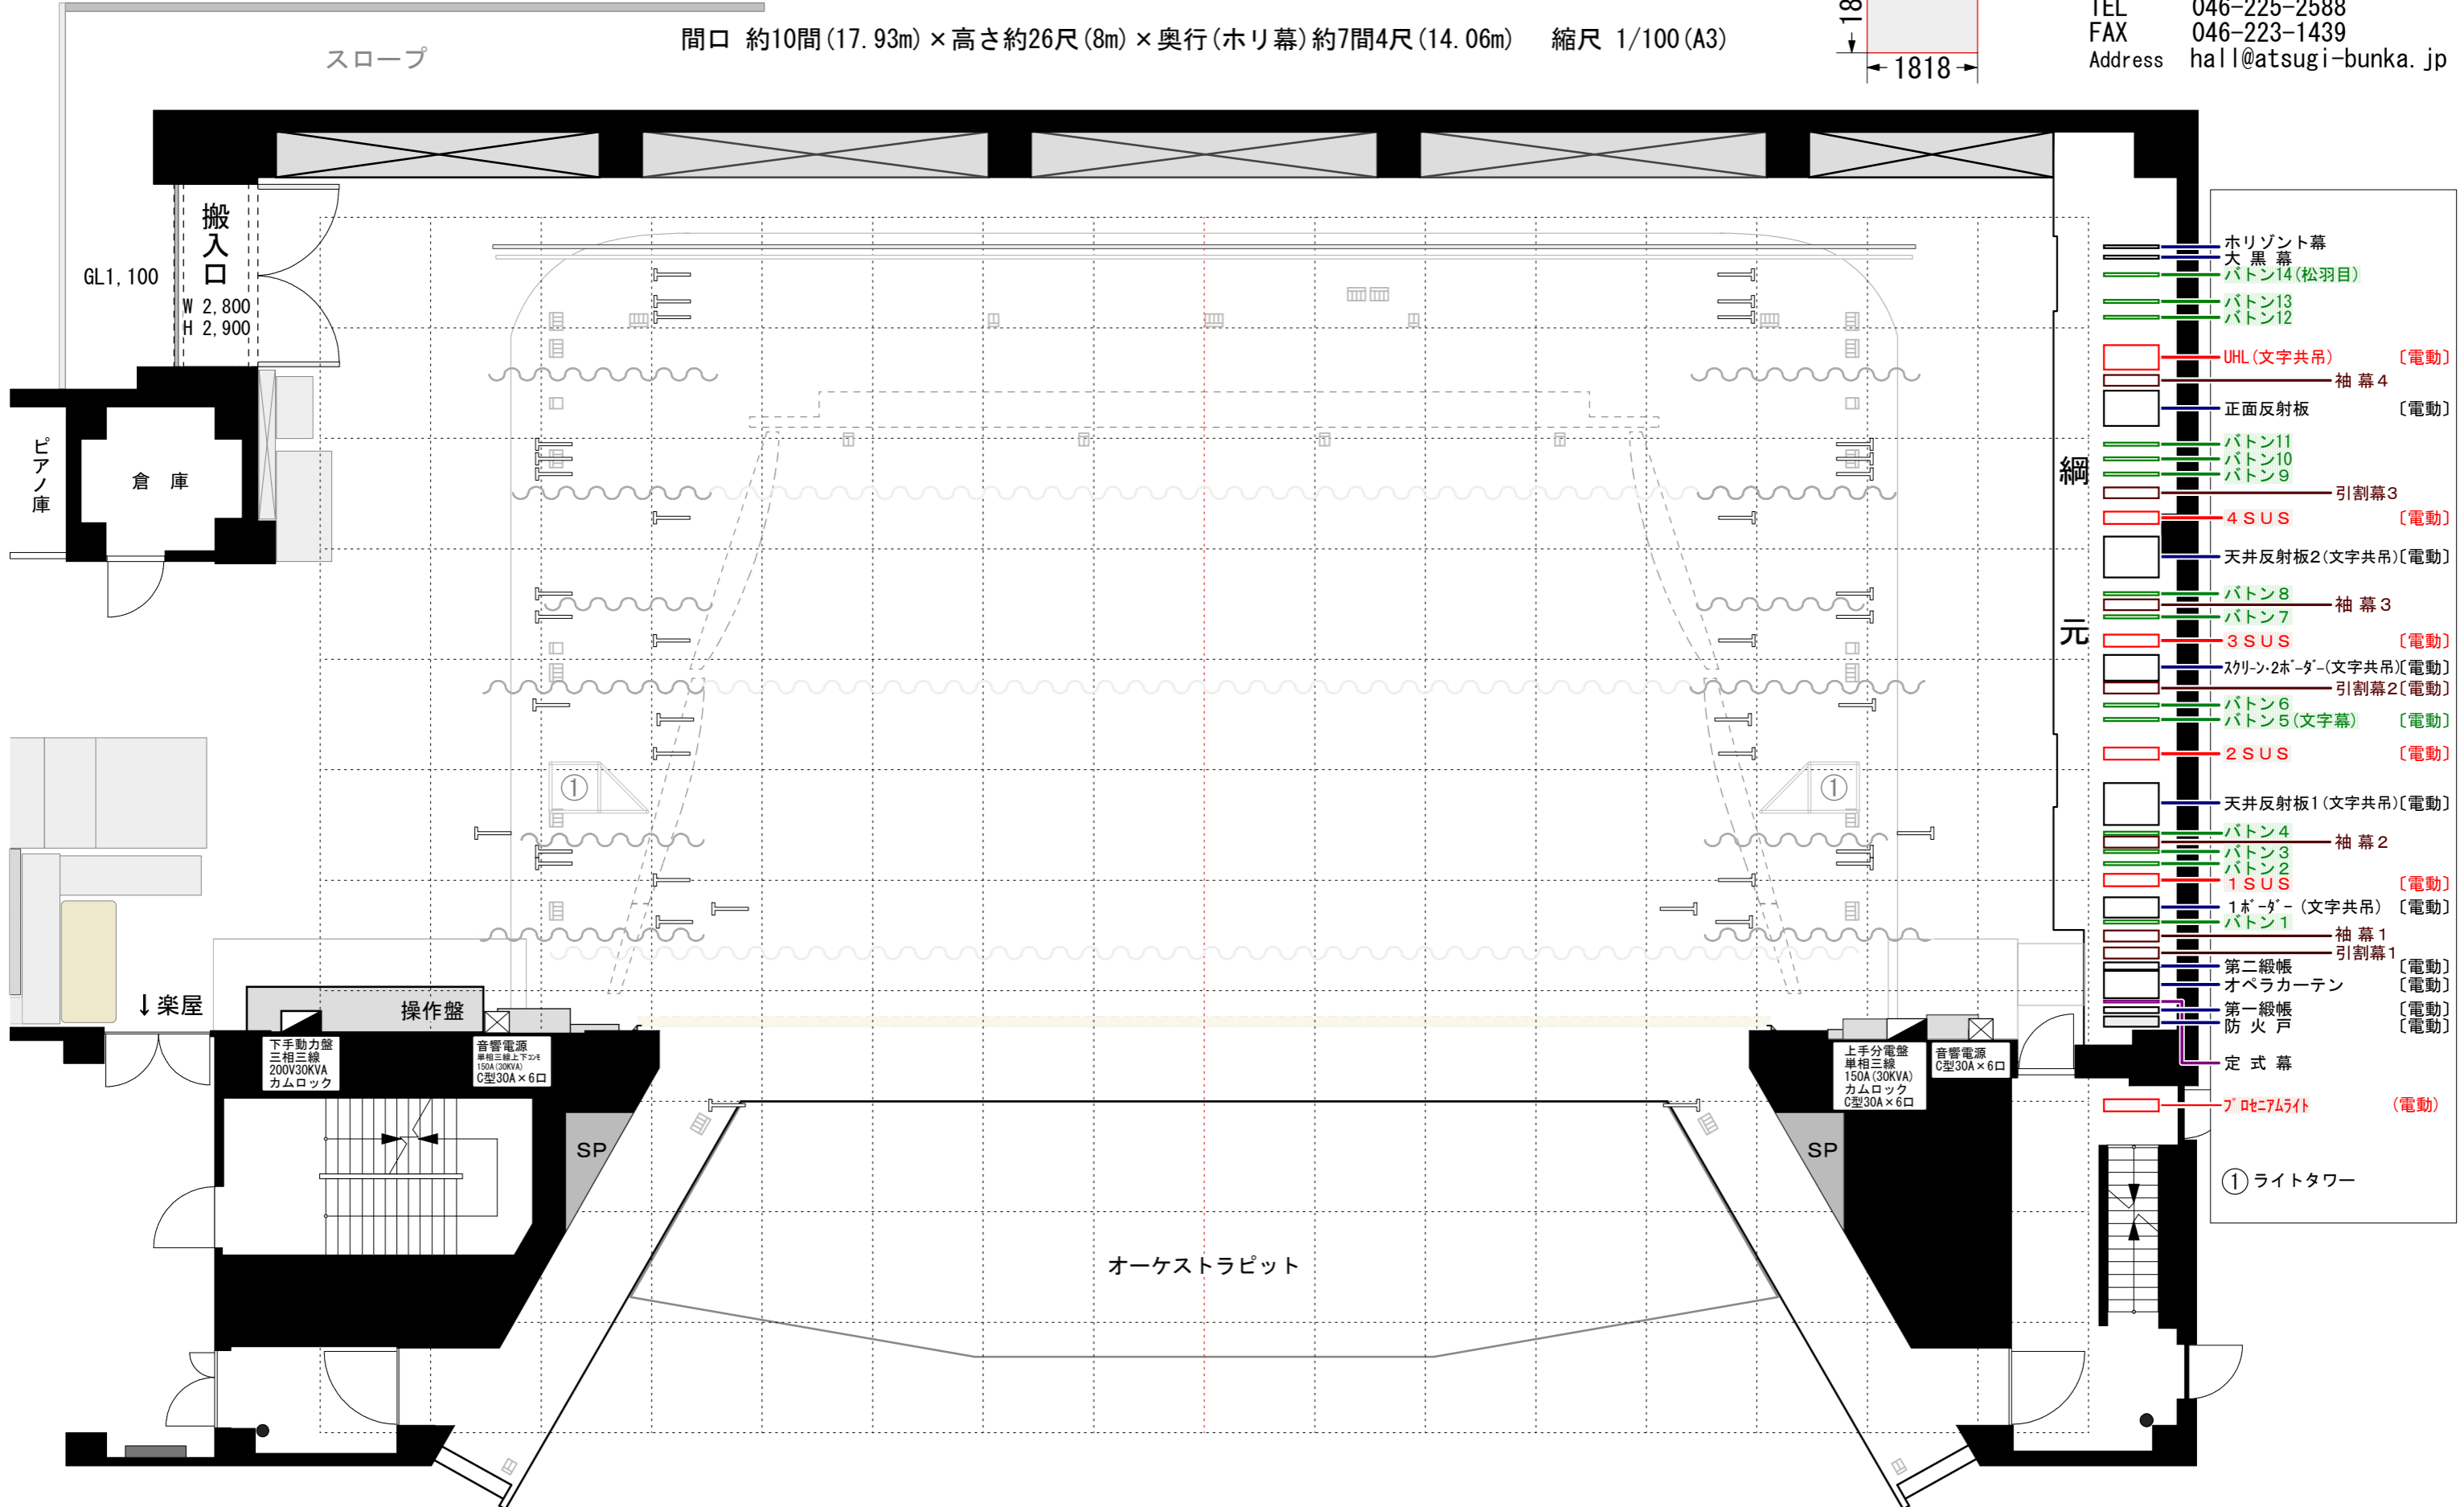 間口 約10間(17.93m)×高さ約26尺(8m)×奥行(ホリ幕)約7間4尺(14.06m) 縮尺 1/100(A3)
18
1818
TEL 046-225-2588
FAX 046-223-1439
Address hall@atsugi-bunka.jp
スロープ
搬入口
GL1,100
W 2,800
H 2,900
ピアノ庫
倉 庫
綱元
ホリゾント幕
大 黒 幕
バトン14(松羽目)
バトン13
バトン12
UHL(文字共吊) 〔電動〕
袖 幕4
正面反射板 〔電動〕
バトン11
バトン10
バトン9
引割幕3
4SUS 〔電動〕
天井反射板2(文字共吊)〔電動〕
バトン8
袖 幕3
バトン7
3SUS 〔電動〕
スクリーン・2ボーダー(文字共吊)〔電動〕
引割幕2〔電動〕
バトン6
バトン5(文字幕) 〔電動〕
2SUS 〔電動〕
①
①
天井反射板1(文字共吊)〔電動〕
バトン4
袖 幕2
バトン3
バトン2
1SUS 〔電動〕
1ボーダー(文字共吊) 〔電動〕
バトン1
袖 幕1
引割幕1
第二緞帳 〔電動〕
オペラカーテン 〔電動〕
第一緞帳 〔電動〕
防 火 戸 〔電動〕
定 式 幕
プロセニアムライト (電動)
① ライトタワー
↓楽屋
操作盤
下手動力盤
三相三線
200V30KVA
カムロック
音響電源
単相三線上下コンモ
150A(30KVA)
C型30A×6口
上手分電盤
単相三線
150A(30KVA)
カムロック
C型30A×6口
音響電源
C型30A×6口
SP
SP
オーケストラピット